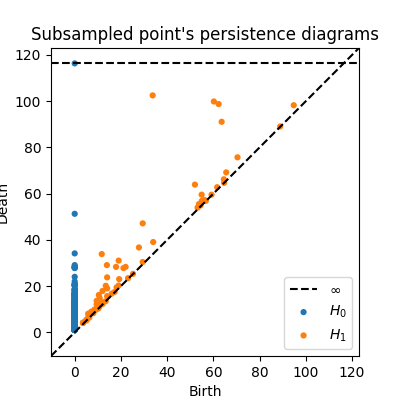 Subsampled point's persistence diagrams
120
100
80
60
40
20
0
Death
∞
H₀
H₁
0 20 40 60 80 100 120
Birth